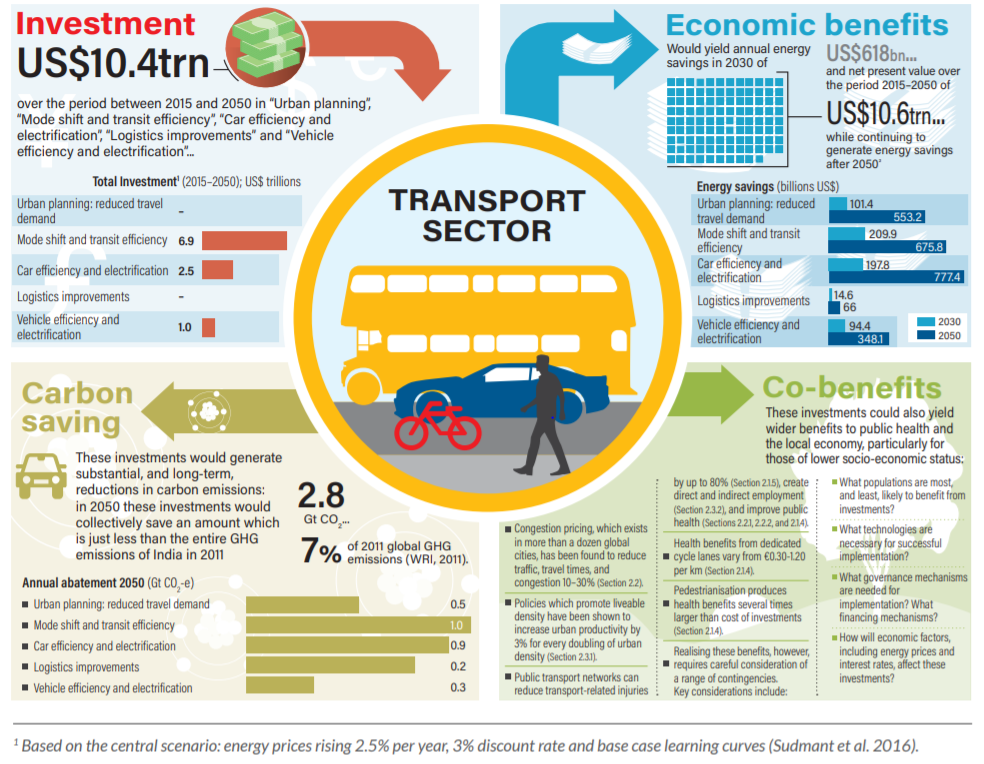 Investment
US$10.4trn
over the period between 2015 and 2050 in “Urban planning”,
“Mode shift and transit efficiency”, “Car efficiency and
electrification”, “Logistics improvements” and “Vehicle
efficiency and electrification”...
Total Investment¹ (2015–2050); US$ trillions
Urban planning: reduced travel
demand
–
Mode shift and transit efficiency 6.9
Car efficiency and electrification 2.5
Logistics improvements –
Vehicle efficiency and
electrification
1.0
Economic benefits
Would yield annual energy
savings in 2030 of
US$618bn...
and net present value over
the period 2015–2050 of
US$10.6trn...
while continuing to
generate energy savings
after 2050¹
Energy savings (billions US$)
Urban planning: reduced
travel demand
101.4
553.2
Mode shift and transit
efficiency
209.9
675.8
Car efficiency and
electrification
197.8
777.4
Logistics improvements
14.6
66
Vehicle efficiency and
electrification
94.4
348.1
2030
2050
TRANSPORT
SECTOR
Carbon
saving
These investments would generate
substantial, and long-term,
reductions in carbon emissions:
in 2050 these investments would
collectively save an amount which
is just less than the entire GHG
emissions of India in 2011
2.8
Gt CO₂...
7% of 2011 global GHG
emissions (WRI, 2011).
Annual abatement 2050 (Gt CO₂-e)
Urban planning: reduced travel demand 0.5
Mode shift and transit efficiency 1.0
Car efficiency and electrification 0.9
Logistics improvements 0.2
Vehicle efficiency and electrification 0.3
Co-benefits
These investments could also yield
wider benefits to public health and
the local economy, particularly for
those of lower socio-economic status:
Congestion pricing, which exists
in more than a dozen global
cities, has been found to reduce
traffic, travel times, and
congestion 10–30% (Section 2.2).
Policies which promote liveable
density have been shown to
increase urban productivity by
3% for every doubling of urban
density (Section 2.3.1).
Public transport networks can
reduce transport-related injuries
by up to 80% (Section 2.1.5), create
direct and indirect employment
(Section 2.3.2), and improve public
health (Sections 2.2.1, 2.2.2, and 2.1.4).
Health benefits from dedicated
cycle lanes vary from €0.30-1.20
per km (Section 2.1.4).
Pedestrianisation produces
health benefits several times
larger than cost of investments
(Section 2.1.4).
Realising these benefits, however,
requires careful consideration of
a range of contingencies.
Key considerations include:
What populations are most,
and least, likely to benefit from
investments?
What technologies are
necessary for successful
implementation?
What governance mechanisms
are needed for
implementation? What
financing mechanisms?
How will economic factors,
including energy prices and
interest rates, affect these
investments?
¹ Based on the central scenario: energy prices rising 2.5% per year, 3% discount rate and base case learning curves (Sudmant et al. 2016).